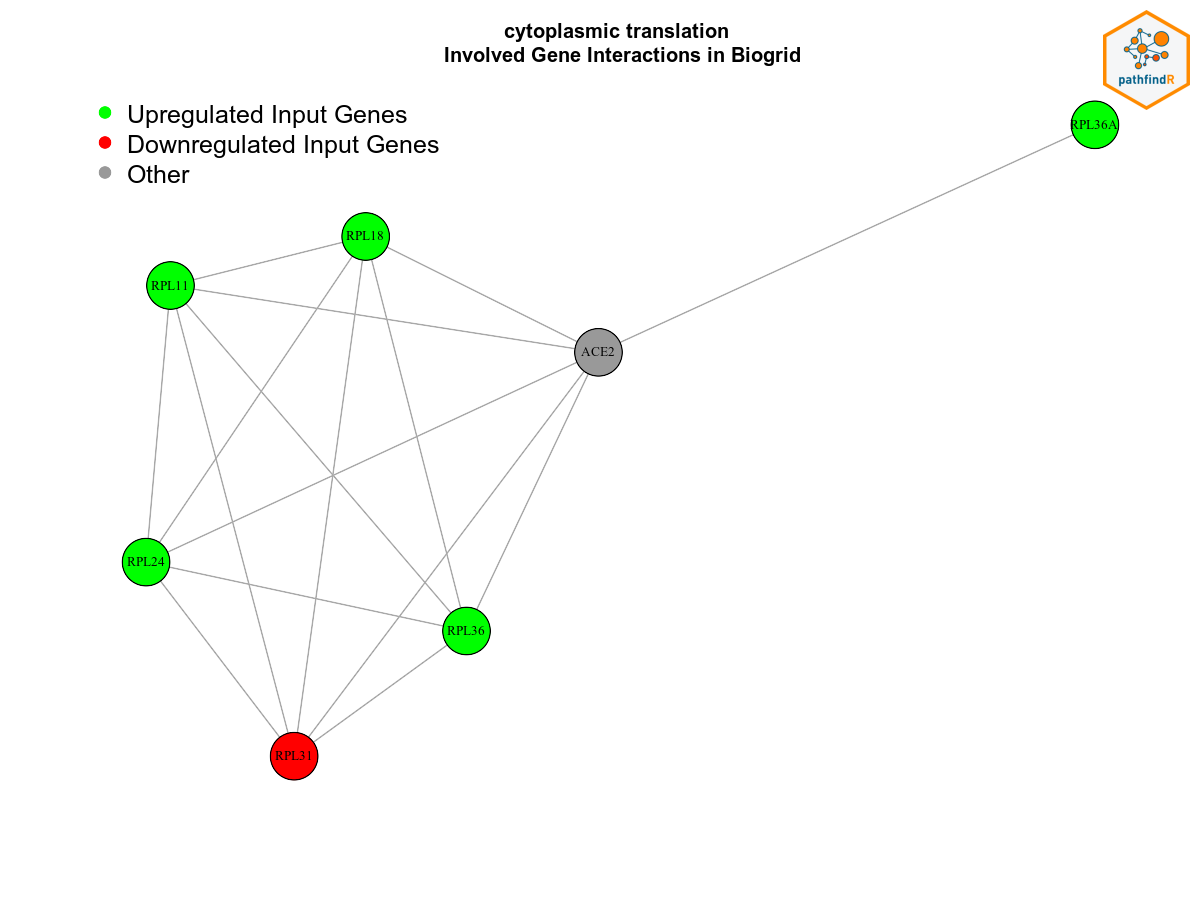 cytoplasmic translation
Involved Gene Interactions in Biogrid
pathfindR
Upregulated Input Genes
Downregulated Input Genes
Other
RPL36A
RPL18
RPL11
ACE2
RPL24
RPL36
RPL31